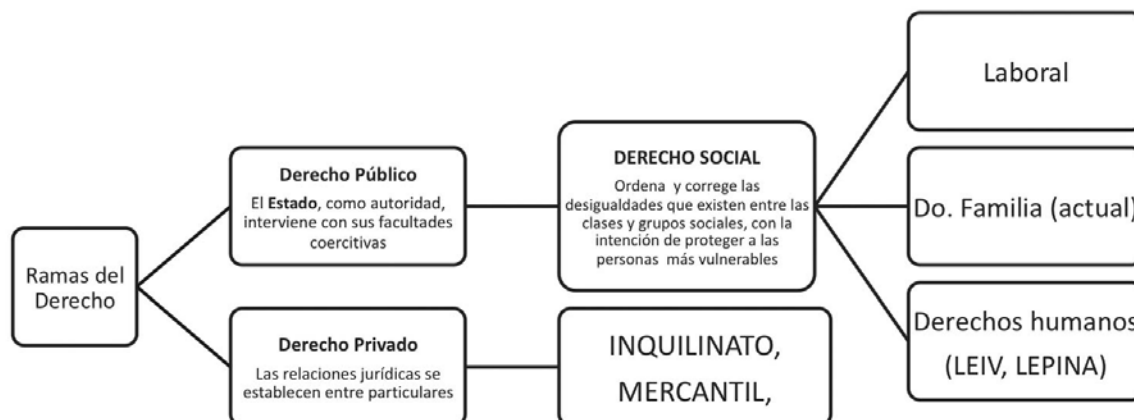 Ramas del
Derecho
Derecho Público
El Estado, como autoridad,
interviene con sus facultades
coercitivas
Derecho Privado
Las relaciones jurídicas se
establecen entre particulares
DERECHO SOCIAL
Ordena y correge las
desigualdades que existen entre las
clases y grupos sociales, con la
intención de proteger a las
personas más vulnerables
INQUILINATO,
MERCANTIL,
Laboral
Do. Familia (actual)
Derechos humanos
(LEIV, LEPINA)